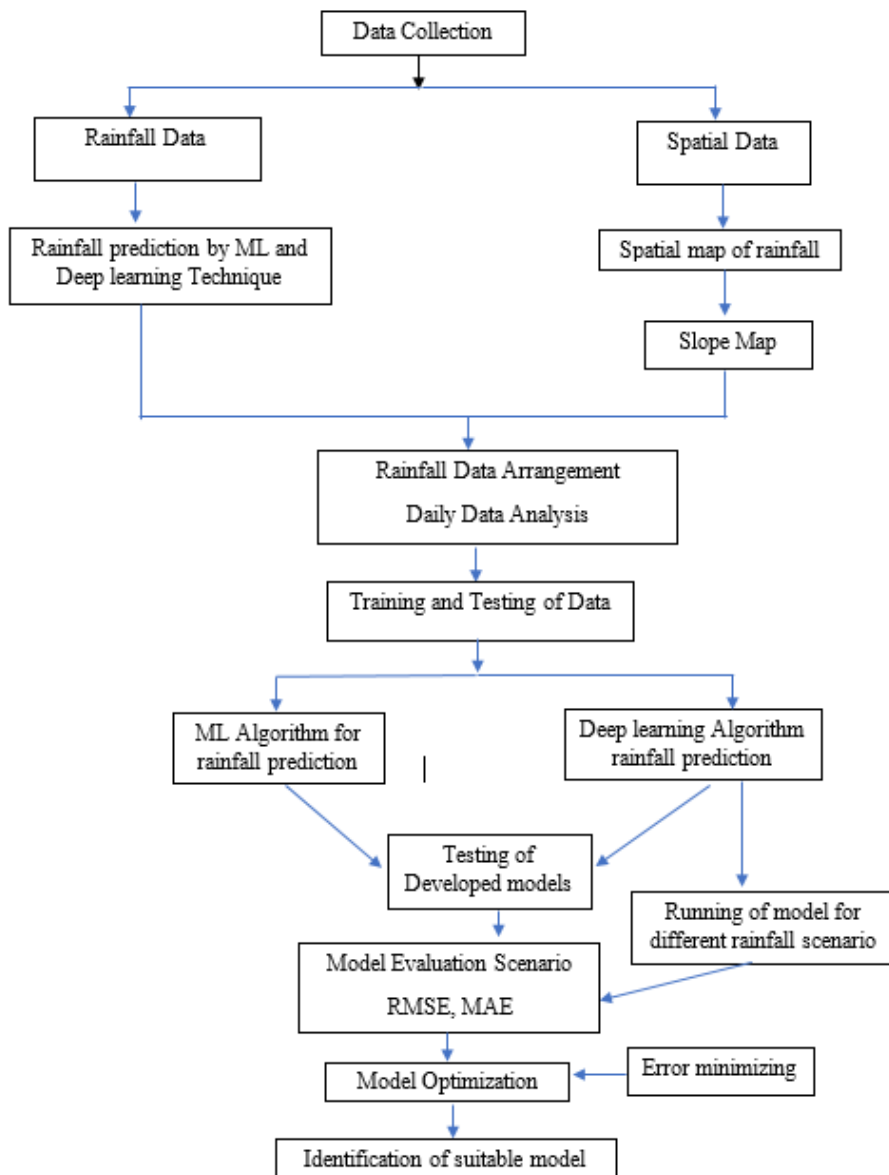 Data Collection
Rainfall Data
Spatial Data
Rainfall prediction by ML and
Deep learning Technique
Spatial map of rainfall
Slope Map
Rainfall Data Arrangement
Daily Data Analysis
Training and Testing of Data
ML Algorithm for
rainfall prediction
Deep learning Algorithm
rainfall prediction
Testing of
Developed models
Running of model for
different rainfall scenario
Model Evaluation Scenario
RMSE, MAE
Model Optimization
Error minimizing
Identification of suitable model